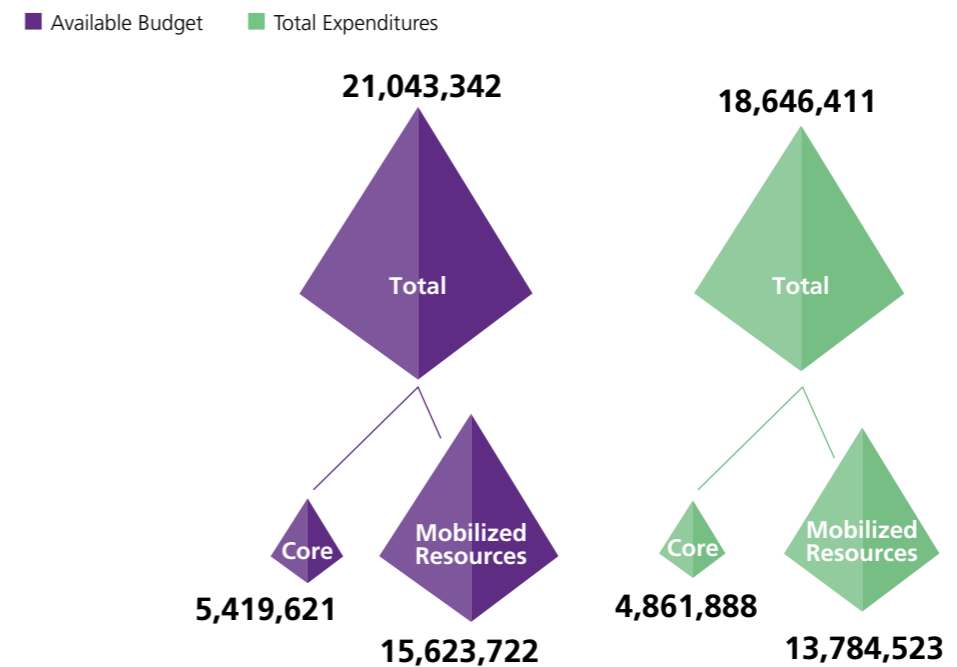 Available Budget
Total Expenditures
21,043,342
18,646,411
Total
Total
Core
Mobilized
Resources
Core
Mobilized
Resources
5,419,621
15,623,722
4,861,888
13,784,523